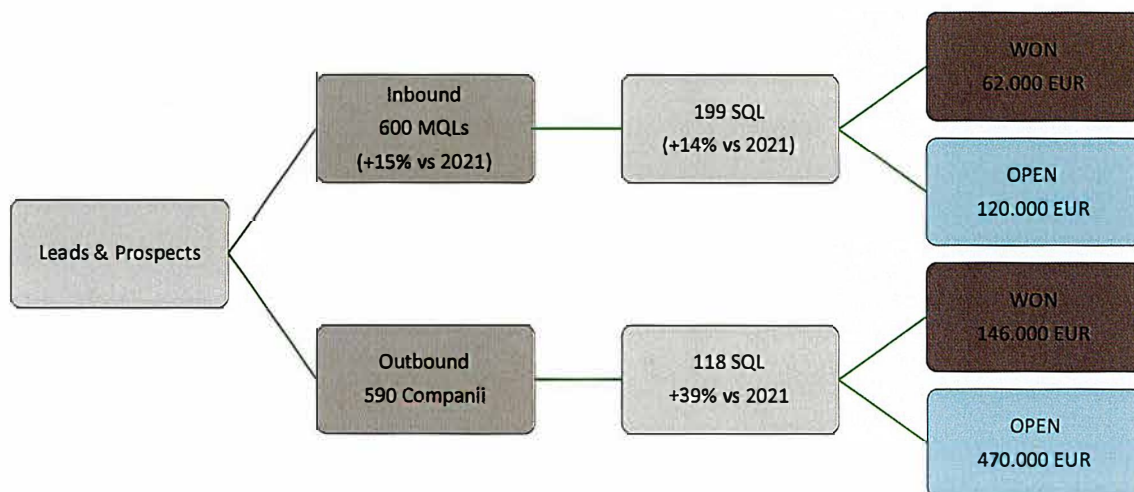 Leads & Prospects
Inbound
600 MQLs
(+15% vs 2021)
199 SQL
(+14% vs 2021)
WON
62.000 EUR
OPEN
120.000 EUR
Outbound
590 Companii
118 SQL
+39% vs 2021
WON
146.000 EUR
OPEN
470.000 EUR